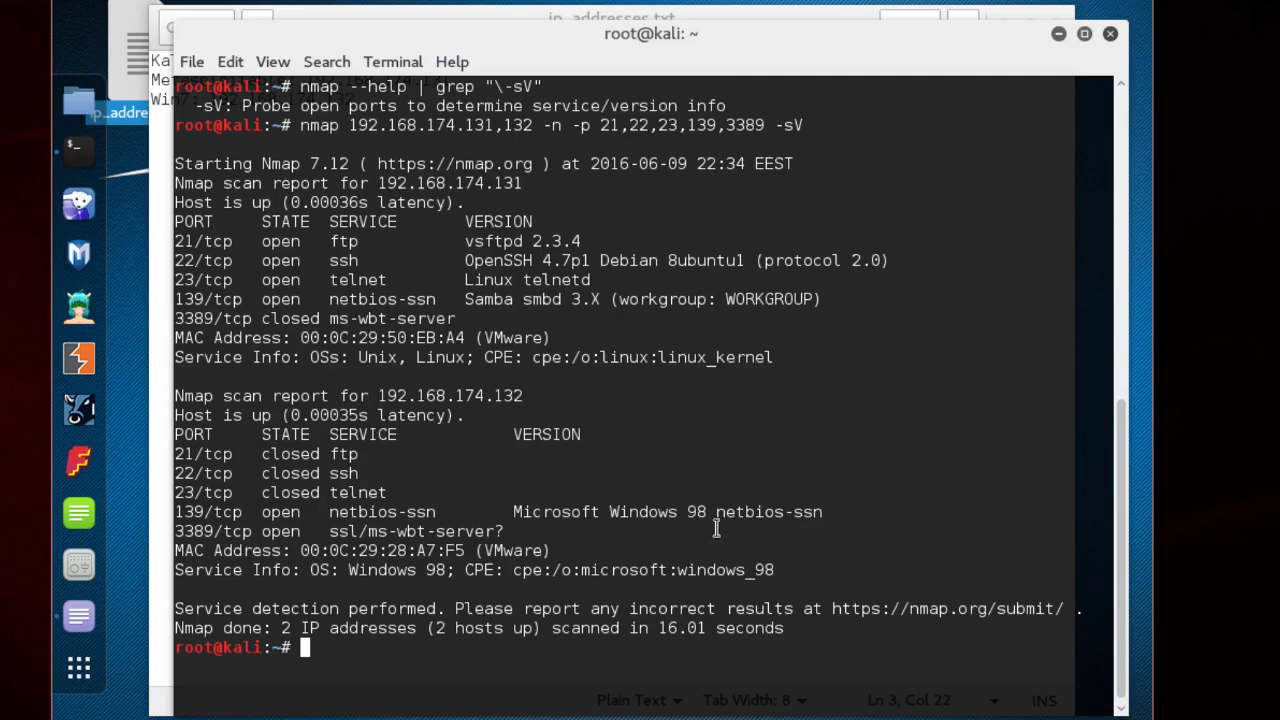 ip_addresses.txt
root@kali: ~
File Edit View Search Terminal Help
root@kali:~# nmap --help | grep "\-sV"
  -sV: Probe open ports to determine service/version info
root@kali:~# nmap 192.168.174.131,132 -n -p 21,22,23,139,3389 -sV
Starting Nmap 7.12 ( https://nmap.org ) at 2016-06-09 22:34 EEST
Nmap scan report for 192.168.174.131
Host is up (0.00036s latency).
PORT     STATE  SERVICE       VERSION
21/tcp   open   ftp           vsftpd 2.3.4
22/tcp   open   ssh           OpenSSH 4.7p1 Debian 8ubuntu1 (protocol 2.0)
23/tcp   open   telnet        Linux telnetd
139/tcp  open   netbios-ssn   Samba smbd 3.X (workgroup: WORKGROUP)
3389/tcp closed ms-wbt-server
MAC Address: 00:0C:29:50:EB:A4 (VMware)
Service Info: OSs: Unix, Linux; CPE: cpe:/o:linux:linux_kernel
Nmap scan report for 192.168.174.132
Host is up (0.00035s latency).
PORT     STATE  SERVICE            VERSION
21/tcp   closed ftp
22/tcp   closed ssh
23/tcp   closed telnet
139/tcp  open   netbios-ssn        Microsoft Windows 98 netbios-ssn
3389/tcp open   ssl/ms-wbt-server?
MAC Address: 00:0C:29:28:A7:F5 (VMware)
Service Info: OS: Windows 98; CPE: cpe:/o:microsoft:windows_98
Service detection performed. Please report any incorrect results at https://nmap.org/submit/ .
Nmap done: 2 IP addresses (2 hosts up) scanned in 16.01 seconds
root@kali:~#
ip_addre
Plain Text Tab Width: 8 Ln 3, Col 22 INS